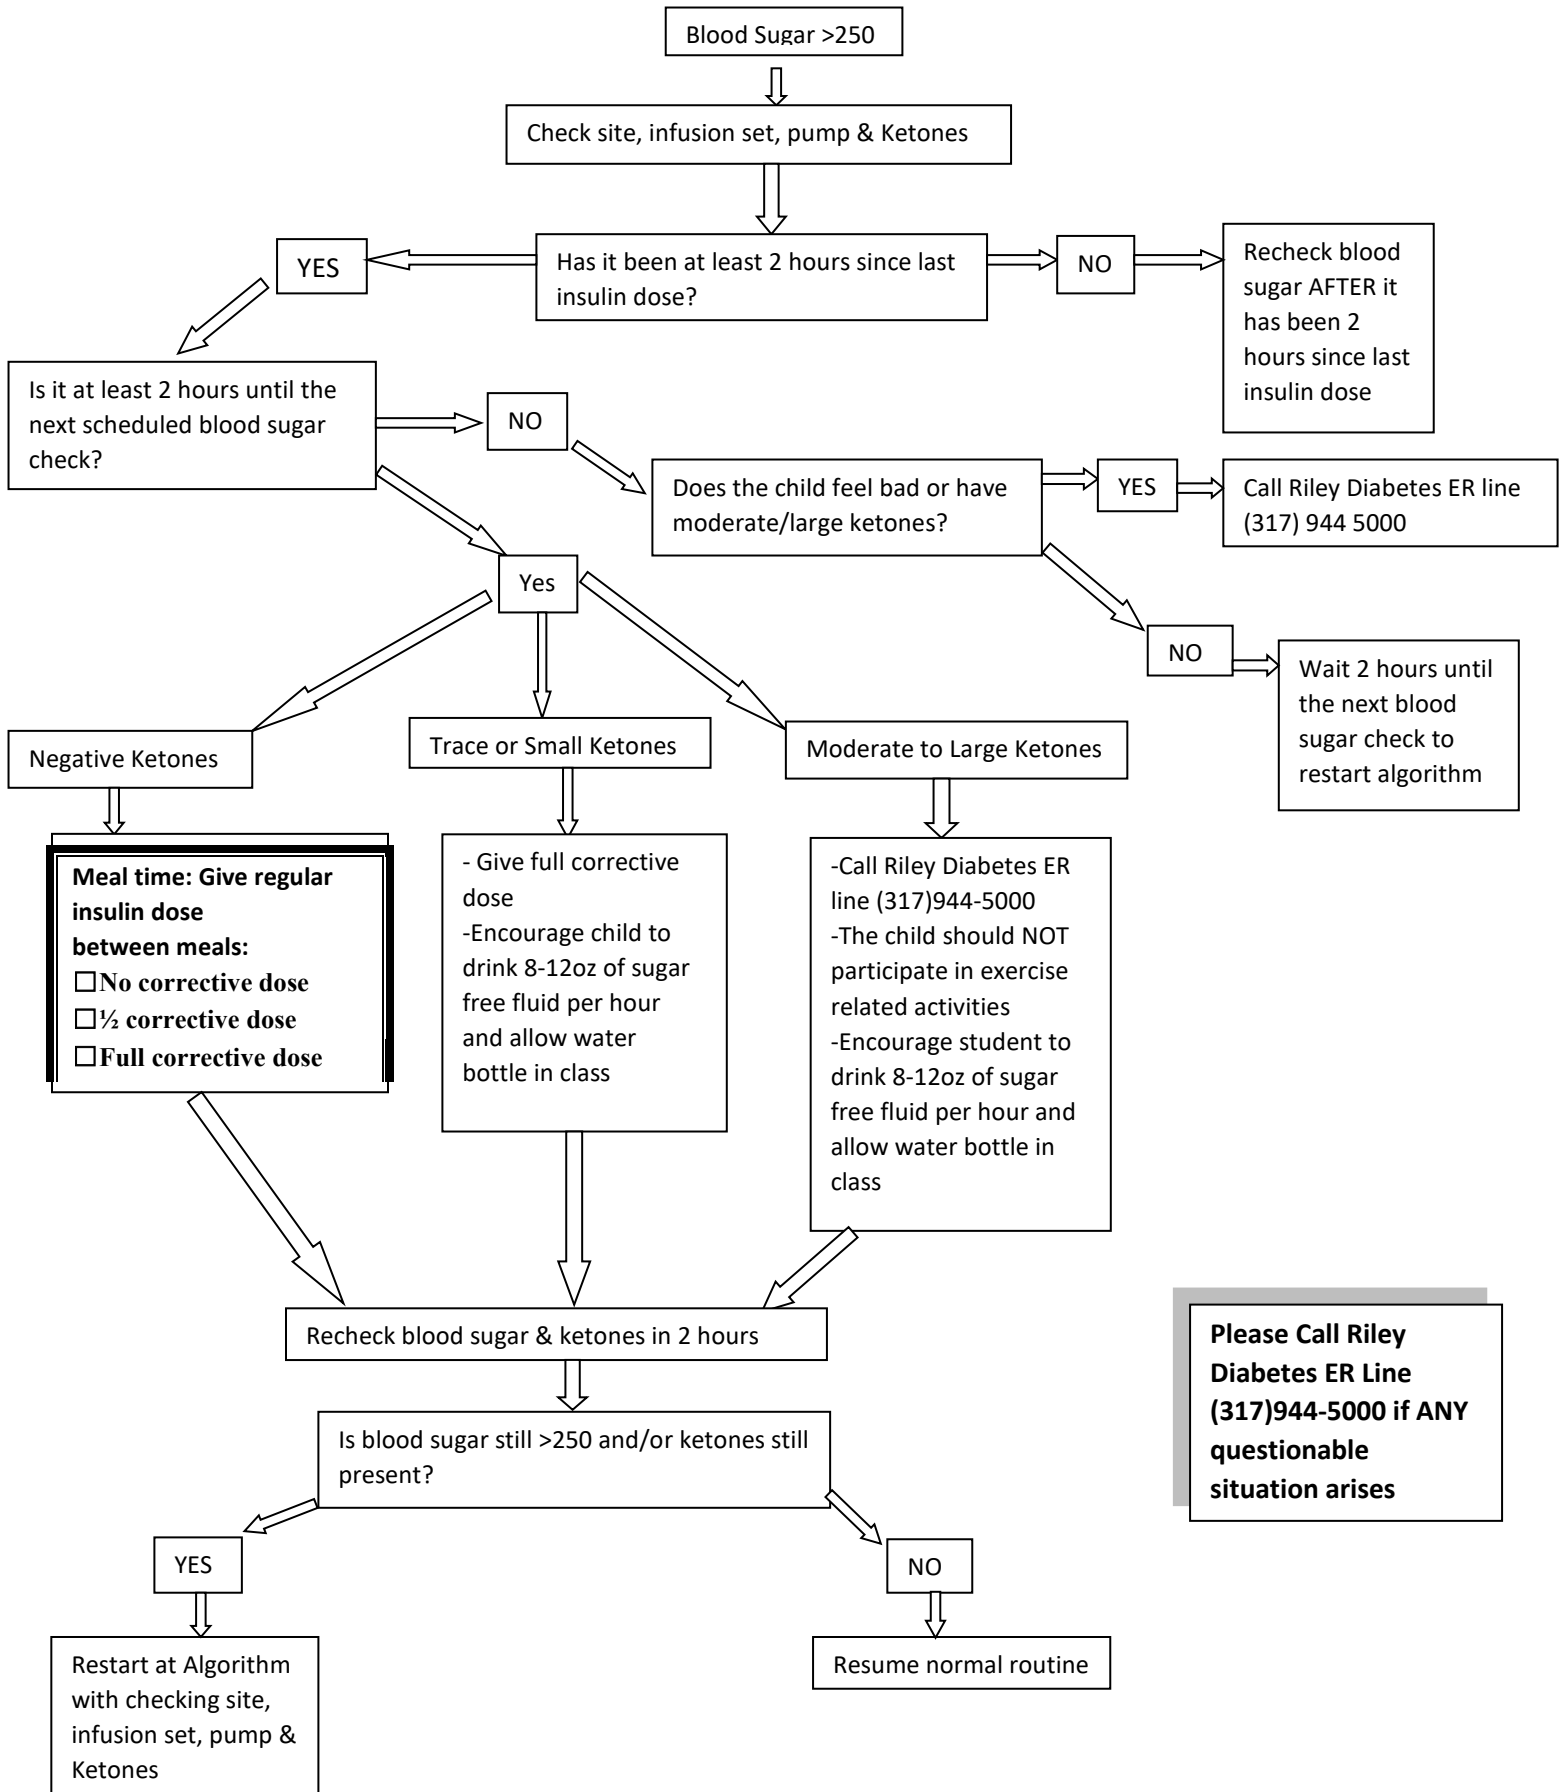 Blood Sugar >250
Check site, infusion set, pump & Ketones
Has it been at least 2 hours since last
insulin dose?
YES
NO
Recheck blood
sugar AFTER it
has been 2
hours since last
insulin dose
Is it at least 2 hours until the
next scheduled blood sugar
check?
NO
Does the child feel bad or have
moderate/large ketones?
YES
Call Riley Diabetes ER line
(317) 944 5000
Yes
NO
Wait 2 hours until
the next blood
sugar check to
restart algorithm
Negative Ketones
Trace or Small Ketones
Moderate to Large Ketones
Meal time: Give regular
insulin dose
between meals:
☐No corrective dose
☐½ corrective dose
☐Full corrective dose
- Give full corrective
dose
-Encourage child to
drink 8-12oz of sugar
free fluid per hour
and allow water
bottle in class
-Call Riley Diabetes ER
line (317)944-5000
-The child should NOT
participate in exercise
related activities
-Encourage student to
drink 8-12oz of sugar
free fluid per hour and
allow water bottle in
class
Recheck blood sugar & ketones in 2 hours
Please Call Riley
Diabetes ER Line
(317)944-5000 if ANY
questionable
situation arises
Is blood sugar still >250 and/or ketones still
present?
YES
NO
Restart at Algorithm
with checking site,
infusion set, pump &
Ketones
Resume normal routine